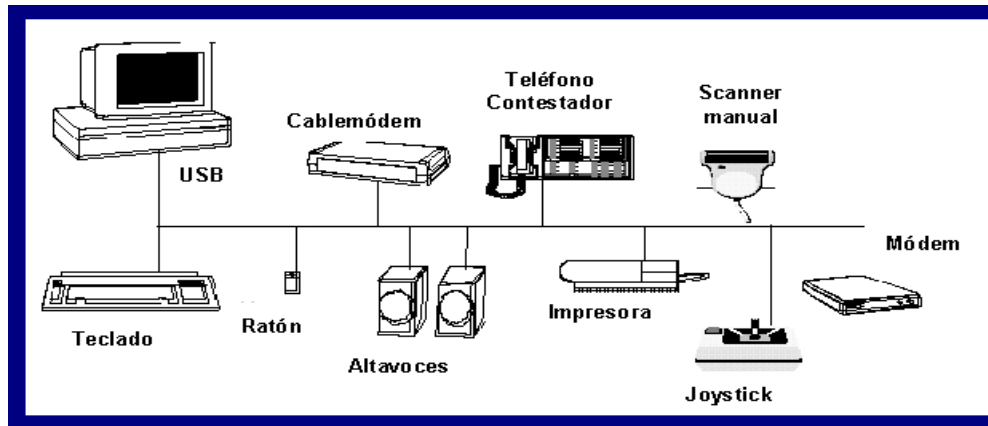 Teléfono
Contestador
Scanner
manual
Cablemódem
USB
Módem
Teclado
Ratón
Altavoces
Impresora
Joystick